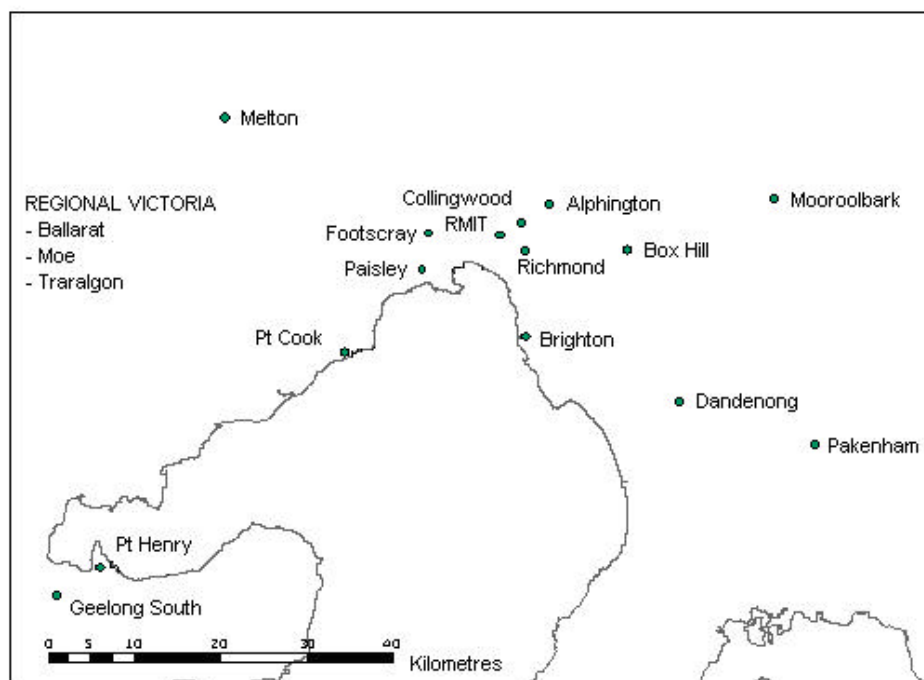 Melton
REGIONAL VICTORIA
- Ballarat
- Moe
- Traralgon
Collingwood
Alphington
Mooroolbark
Footscray
RMIT
Box Hill
Paisley
Richmond
Pt Cook
Brighton
Dandenong
Pakenham
Pt Henry
Geelong South
0 5 10 20 30 40
Kilometres